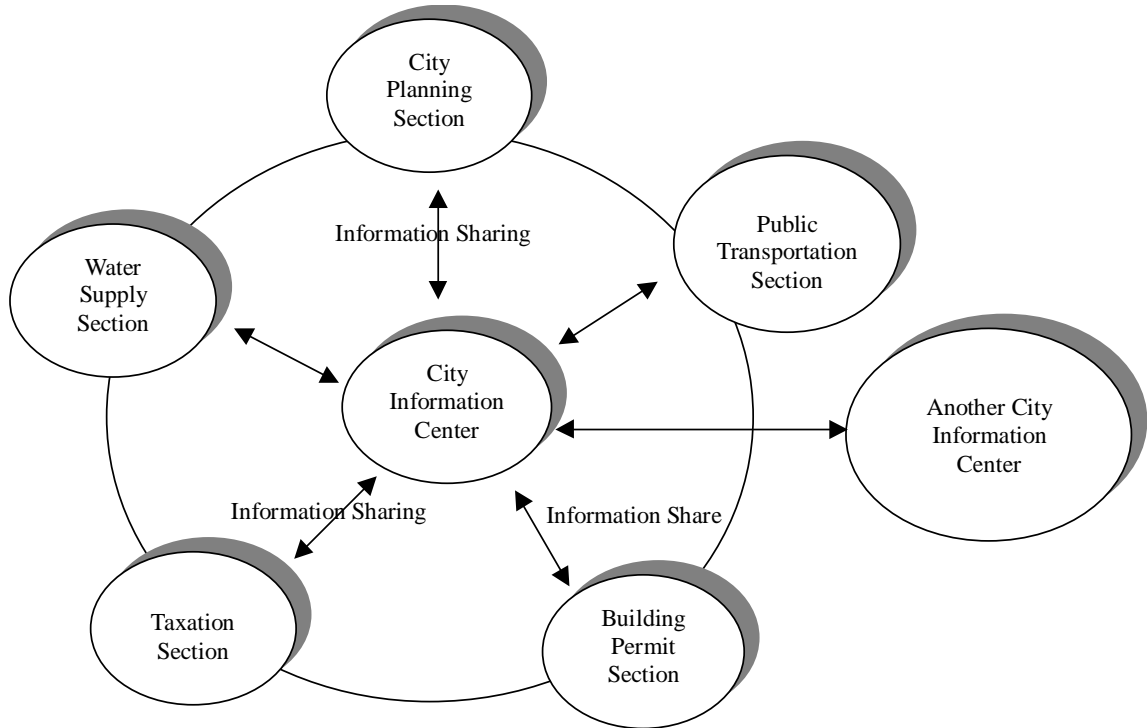 City
Planning
Section
Public
Transportation
Section
Information Sharing
Water
Supply
Section
City
Information
Center
Another City
Information
Center
Information Sharing
Information Share
Taxation
Section
Building
Permit
Section